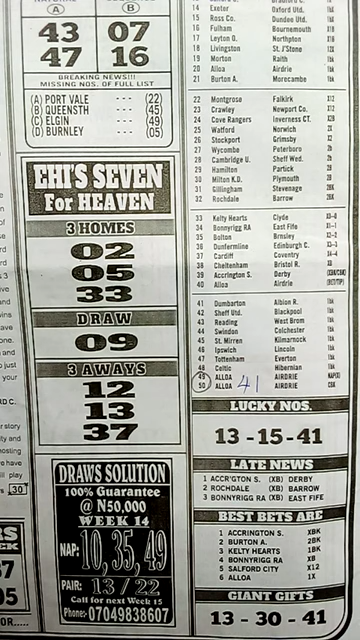 A
B
43 07
47 16
BREAKING NEWS!!!
MISSING NOS. OF FULL LIST
(A) PORT VALE --- (22)
(B) QUEENSTH --- (45)
(C) ELGIN --- (49)
(D) BURNLEY --- (05)
EHI'S SEVEN
For HEAVEN
3 HOMES
02
05
33
DRAW
09
3 AWAYS
12
13
37
DRAWS SOLUTION
100% Guarantee
@ N50,000
WEEK 14
NAP: 10, 35, 49
PAIR: 13 / 22
Call for next Week 15
Phone:-07049838607
14 Exeter Oxford Utd.
15 Ross Co. Dundee Utd.
16 Fulham Bournemouth
17 Leyton O. Northpton
18 Livingston St. J'Stone
19 Morton Raith
20 Alloa Airdrie
21 Burton A. Morecambe
22 Montgrosa Falkirk X12
23 Crawley Newport Co. X12
24 Cove Rangers Inverness CT.
25 Watford Norwich 2X
26 Stockport Grimsby X2
27 Wycombe Peterboro
28 Cambridge U. Sheff Wed.
29 Hamilton Partick
30 Milton K.D. Plymouth
31 Gillingham Stevenage
32 Rochdale Barrow
33 Kelty Hearts Clyde
34 Bonnyrigg RA East Fife
35 Bolton Brnsley
36 Dunfermline Edinburgh C.
37 Cardiff Coventry
38 Cheltenham Bristol R.
39 Accrington S. Derby
40 Alloa Airdrie
41 Dumbarton Albion R.
42 Sheff Utd. Blackpool
43 Reading West Brom
44 Swindon Colchester
45 St. Mirren Kilmarnock
46 Ipswich Lincoln
47 Tottenham Everton
48 Celtic Hibernian
49 ALLOA AIRDRIE
50 ALLOA 41 AIRDRIE
LUCKY NOS.
13 -15-41
LATE NEWS
1 ACCR'GTON S. (XB) DERBY
2 ROCHDALE (XB) BARROW
3 BONNYRIGG RA (XB) EAST FIFE
BEST BETS ARE
1 ACCRINGTON S. XBK
2 BURTON A. 2BK
3 KELTY HEARTS 1BK
4 BONNYRIGG RA XB
5 SALFORD CITY X12
6 ALLOA 1X
GIANT GIFTS
13 - 30 - 41